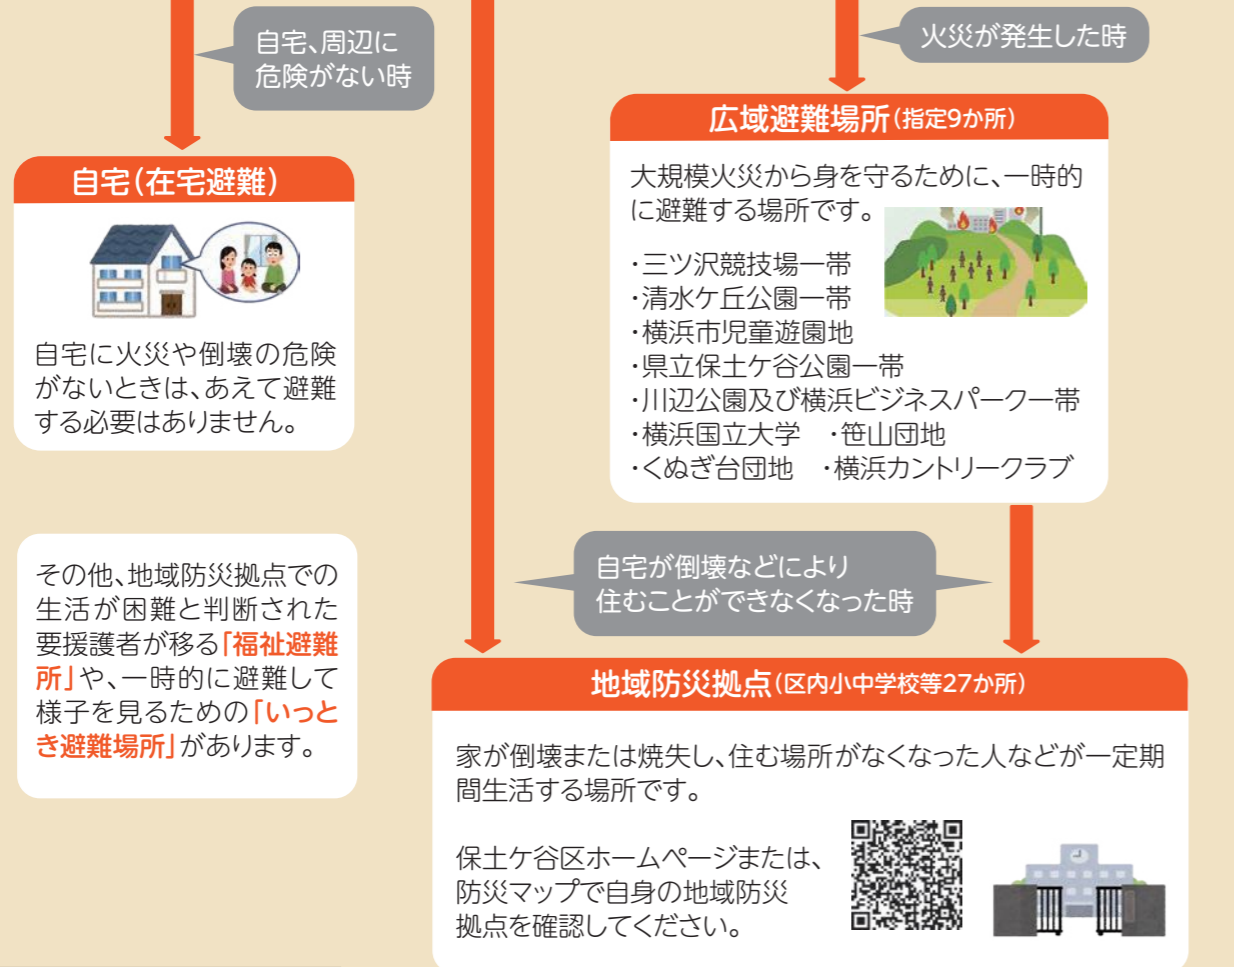 自宅、周辺に
危険がない時
火災が発生した時
自宅（在宅避難）
自宅に火災や倒壊の危険
がないときは、あえて避難
する必要はありません。
広域避難場所（指定9か所）
大規模火災から身を守るために、一時的
に避難する場所です。
・三ツ沢競技場一帯
・清水ケ丘公園一帯
・横浜市児童遊園地
・県立保土ケ谷公園一帯
・川辺公園及び横浜ビジネスパーク一帯
・横浜国立大学　・笹山団地
・くぬぎ台団地　・横浜カントリークラブ
その他、地域防災拠点での
生活が困難と判断された
要援護者が移る「福祉避難
所」や、一時的に避難して
様子を見るための「いっと
き避難場所」があります。
自宅が倒壊などにより
住むことができなくなった時
地域防災拠点（区内小中学校等27か所）
家が倒壊または焼失し、住む場所がなくなった人などが一定期
間生活する場所です。
保土ケ谷区ホームページまたは、
防災マップで自身の地域防災
拠点を確認してください。